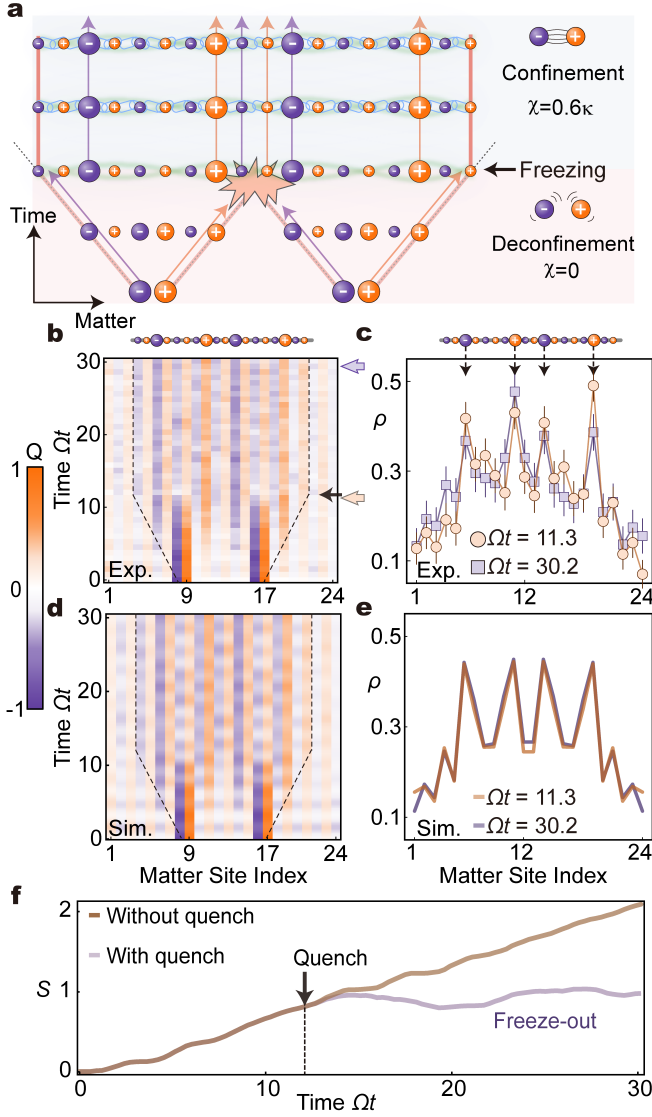 a
Confinement
χ=0.6κ
Freezing
Deconfinement
χ=0
Time
Matter
b
30
20
10
0
Time Ωt
Exp.
1
9
17
24
Q
1
0
-1
c
0.5
ρ
0.3
0.1
Ωt = 11.3
Ωt = 30.2
Exp.
1
12
24
d
30
20
10
0
Time Ωt
Sim.
1
9
17
24
Matter Site Index
e
0.5
ρ
0.3
0.1
Ωt = 11.3
Ωt = 30.2
Sim.
1
12
24
Matter Site Index
f
2
1
0
S
Without quench
With quench
Quench
Freeze-out
0
10
20
30
Time Ωt